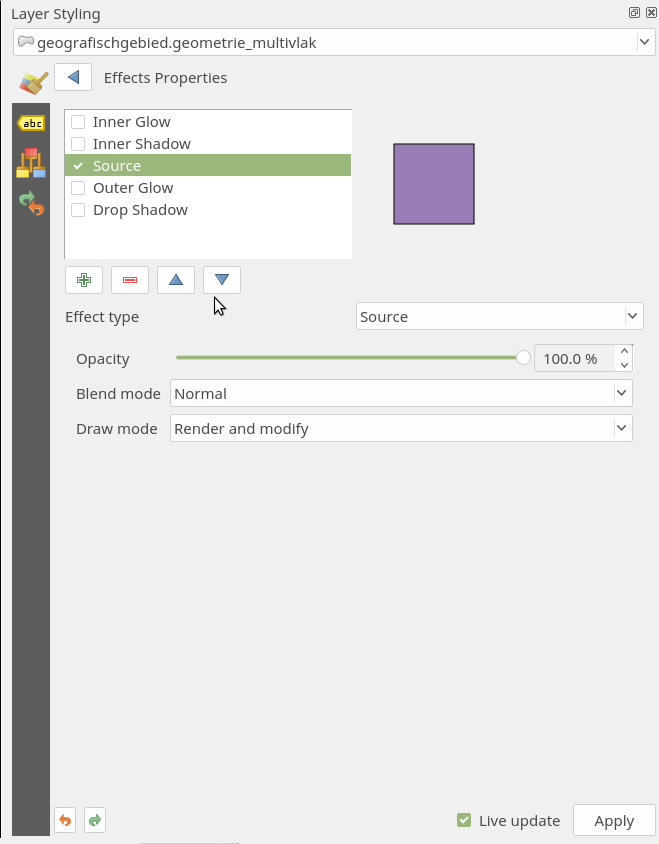 Layer Styling
geografischgebied.geometrie_multivlak
Effects Properties
abc
Inner Glow
Inner Shadow
Source
Outer Glow
Drop Shadow
Effect type
Source
Opacity
100.0 %
Blend mode
Normal
Draw mode
Render and modify
Live update
Apply